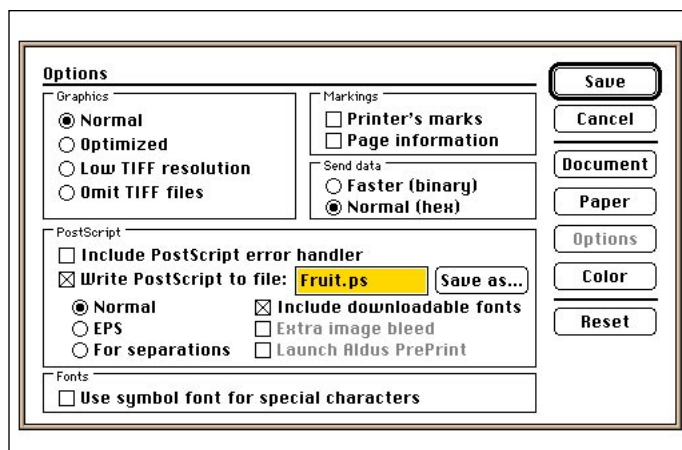 Options
Graphics
Normal
Optimized
Low TIFF resolution
Omit TIFF files
Markings
Printer's marks
Page information
Send data
Faster (binary)
Normal (hex)
PostScript
Include PostScript error handler
Write PostScript to file: Fruit.ps Save as...
Normal
EPS
For separations
Include downloadable fonts
Extra image bleed
Launch Aldus PrePrint
Fonts
Use symbol font for special characters
Save
Cancel
Document
Paper
Options
Color
Reset